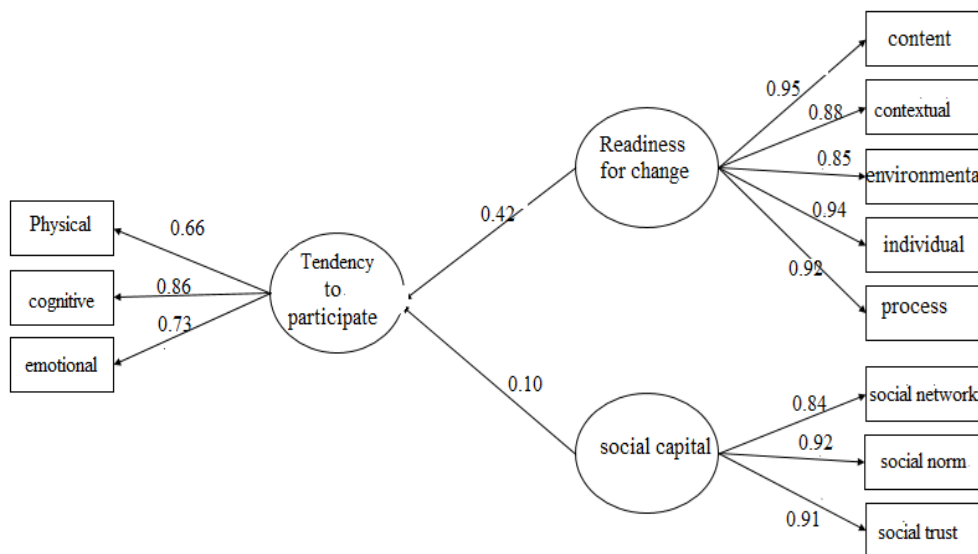 content
0.95
contextual
0.88
Readiness
for change
0.85
environmenta
0.94
individual
0.92
process
0.42
Physical
0.66
Tendency
to
participate
cognitive
0.86
emotional
0.73
0.10
social network
0.84
social capital
0.92
social norm
0.91
social trust